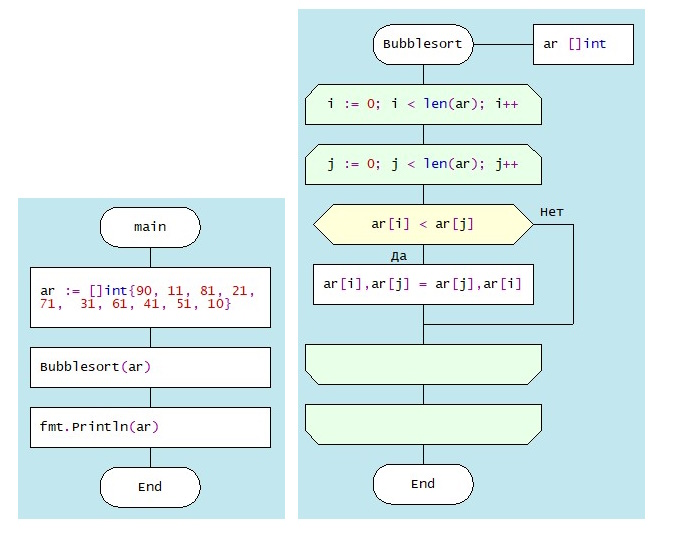 main
ar := []int{90, 11, 81, 21,
71,  31, 61, 41, 51, 10}
Bubblesort(ar)
fmt.Println(ar)
End
Bubblesort
ar []int
i := 0; i < len(ar); i++
j := 0; j < len(ar); j++
ar[i] < ar[j]
Нет
Да
ar[i],ar[j] = ar[j],ar[i]
End